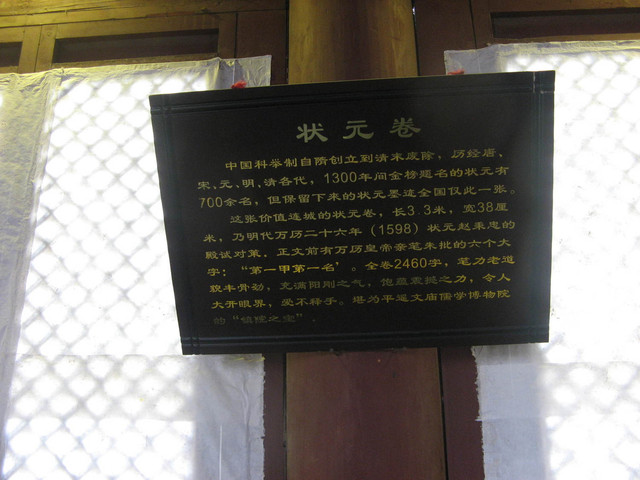 状元卷
中国科举制自隋创立到清末废除，历经唐、
宋、元、明、清各代，1300年间金榜题名的状元有
700余名，但保留下来的状元墨迹全国仅此一张。
这张价值连城的状元卷，长3.3米，宽38厘
米，乃明代万历二十六年（1598）状元赵秉忠的
殿试对策。正文前有万历皇帝亲笔朱批的六个大
字：“第一甲第一名’。全卷2460字，笔力老道
貌丰骨劲，充满阳刚之气，饱蕴震撼之力，令人
大开眼界，爱不释手。堪为平遥文庙儒学博物院
的“镇院之宝”．